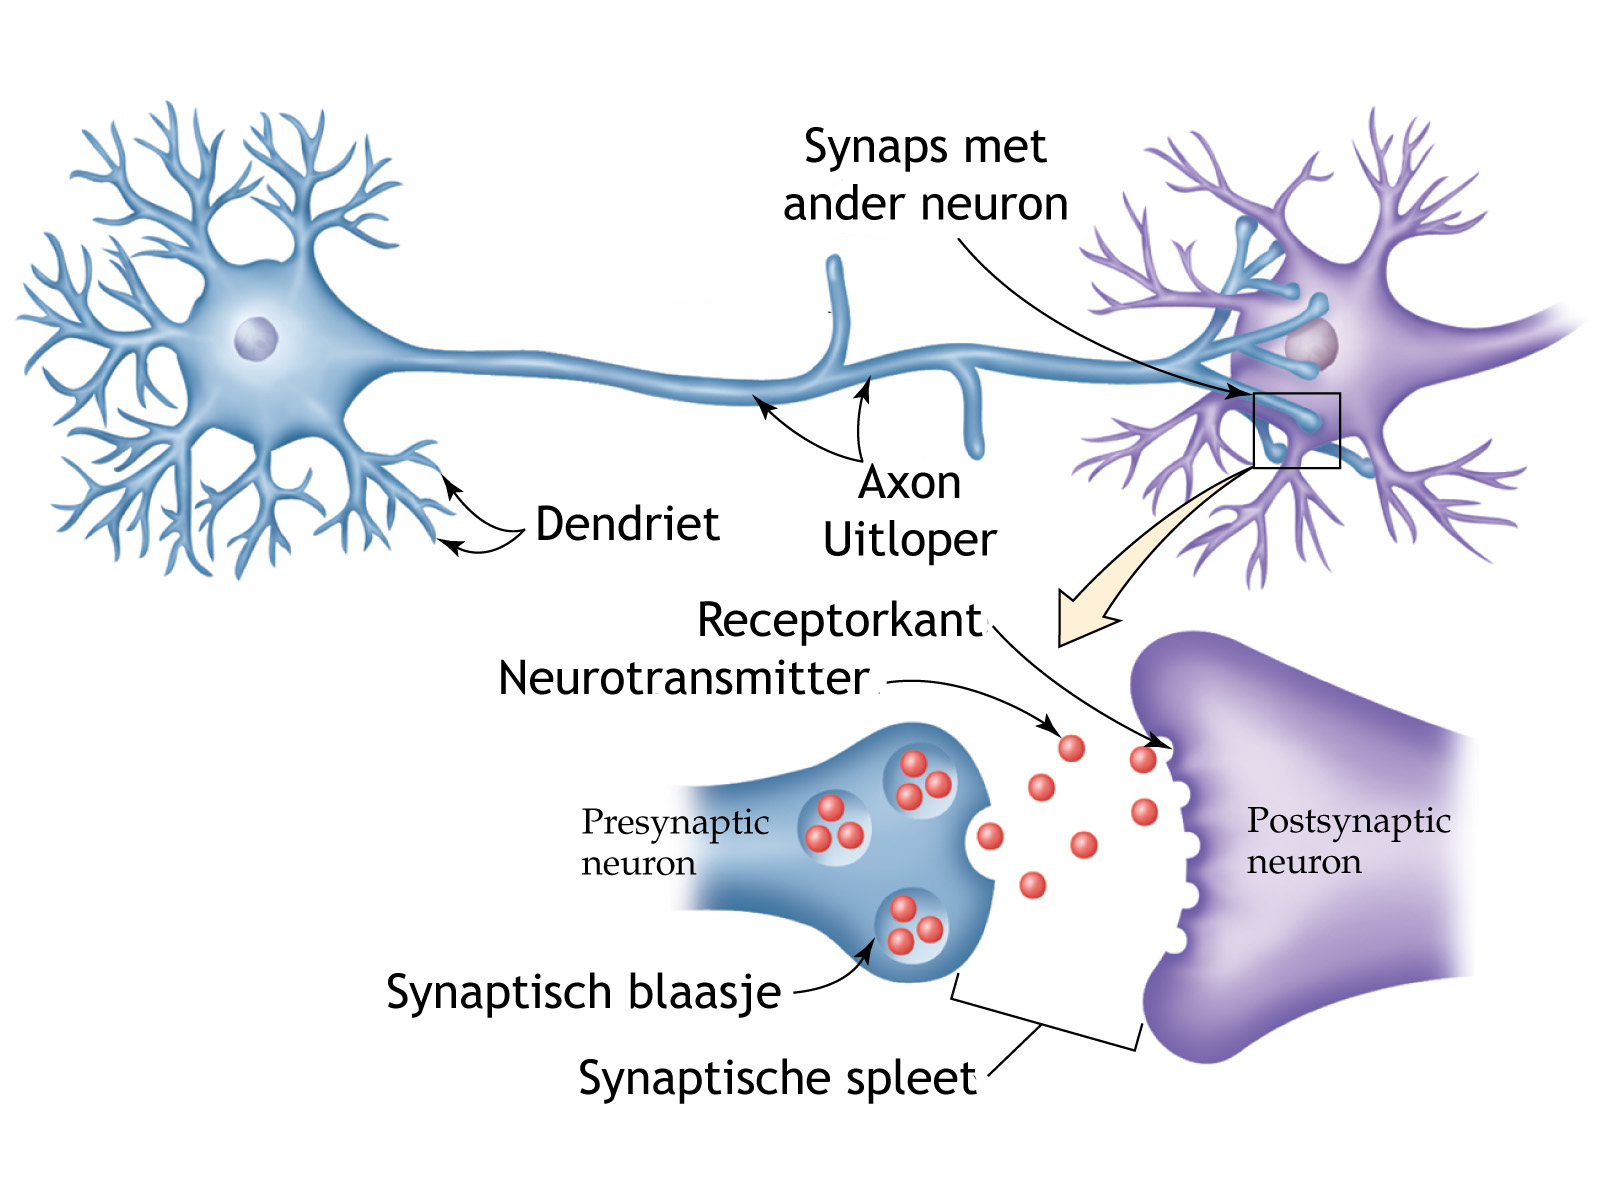 Synaps met
ander neuron
Axon
Uitloper
Dendriet
Receptorkant
Neurotransmitter
Presynaptic
neuron
Postsynaptic
neuron
Synaptisch blaasje
Synaptische spleet